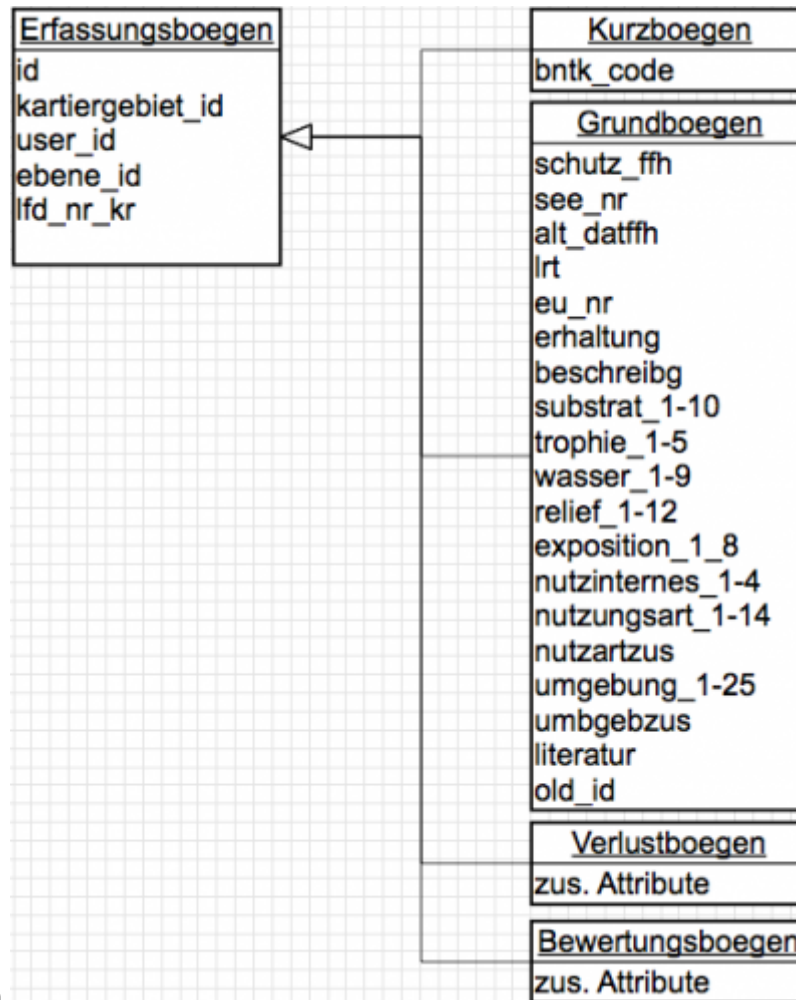 Erfassungsboegen
id
kartiergebiet_id
user_id
ebene_id
lfd_nr_kr
Kurzboegen
bntk_code
Grundboegen
schutz_ffh
see_nr
alt_datffh
lrt
eu_nr
erhaltung
beschreibg
substrat_1-10
trophie_1-5
wasser_1-9
relief_1-12
exposition_1_8
nutzinternes_1-4
nutzungsart_1-14
nutzartzus
umgebung_1-25
umbgebzus
literatur
old_id
Verlustboegen
zus. Attribute
Bewertungsboegen
zus. Attribute